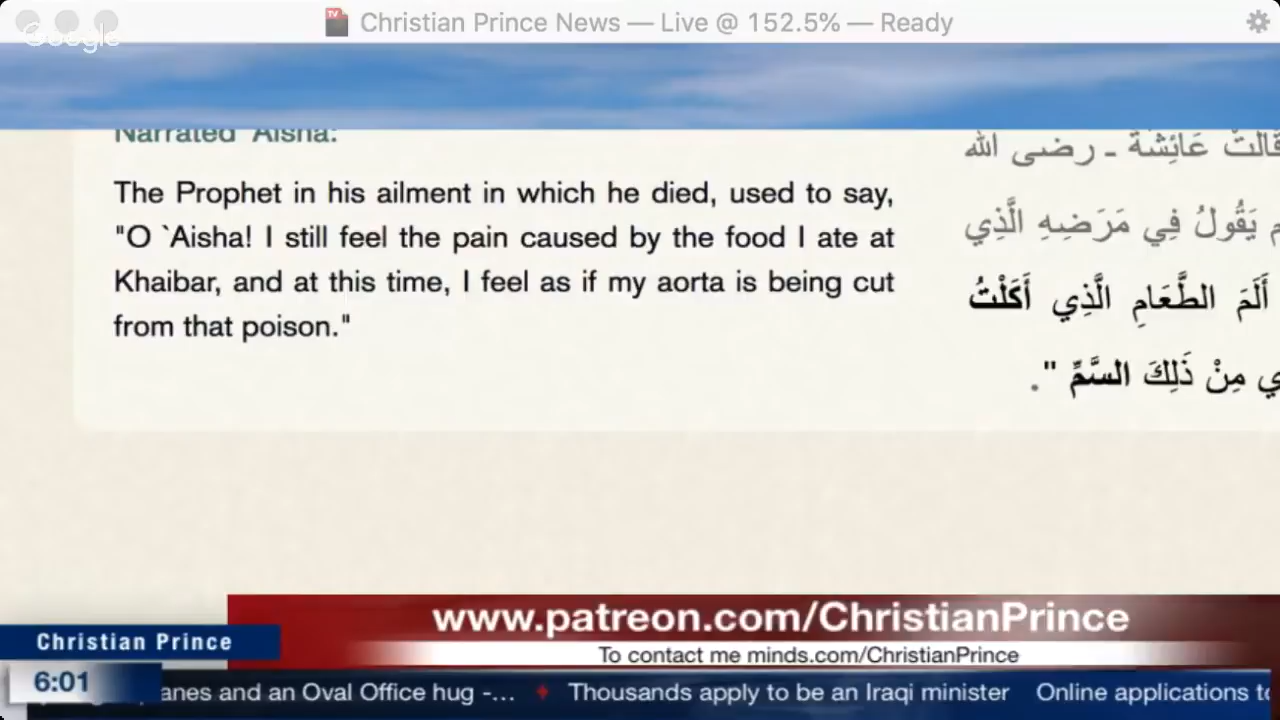 Christian Prince News — Live @ 152.5% — Ready
Google
Narrated `Aisha:
The Prophet in his ailment in which he died, used to say,
"O `Aisha! I still feel the pain caused by the food I ate at
Khaibar, and at this time, I feel as if my aorta is being cut
from that poison."
قَالَتْ عَائِشَةُ ـ رضى الله
يَقُولُ فِي مَرَضِهِ الَّذِي
أَلَمَ الطَّعَامِ الَّذِي أَكَلْتُ
مِنْ ذَلِكَ السَّمِّ ‏"‏‏.‏
www.patreon.com/ChristianPrince
To contact me minds.com/ChristianPrince
Christian Prince
6:01
anes and an Oval Office hug -... ♦ Thousands apply to be an Iraqi minister Online applications to